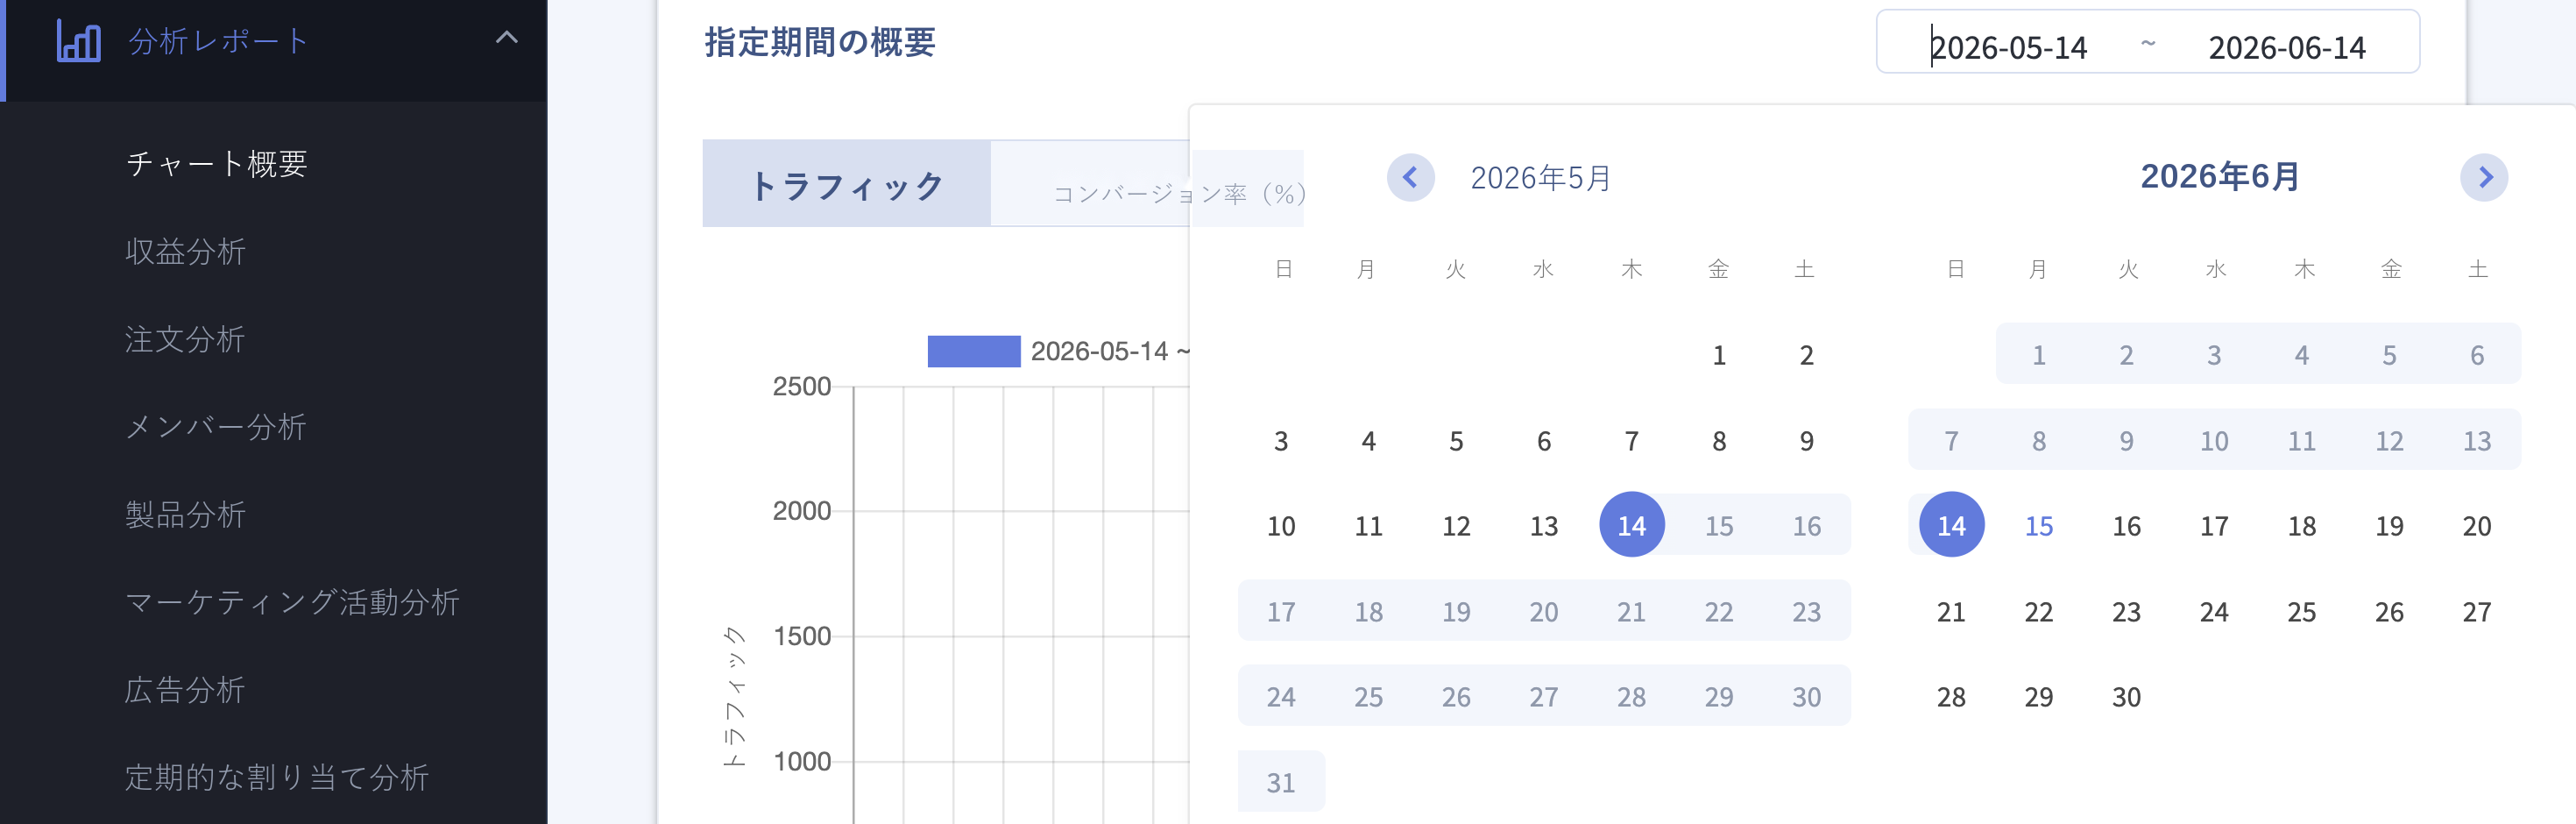 分析レポート
チャート概要
収益分析
注文分析
メンバー分析
製品分析
マーケティング活動分析
広告分析
定期的な割り当て分析
指定期間の概要
2026-05-14 ~ 2026-06-14
トラフィック
コンバージョン率（%）
2026-05-14 ~
2500
2000
1500
1000
トラフィック
2026年5月
日 月 火 水 木 金 土
1 2
3 4 5 6 7 8 9
10 11 12 13 14 15 16
17 18 19 20 21 22 23
24 25 26 27 28 29 30
31
2026年6月
日 月 火 水 木 金 土
1 2 3 4 5 6
7 8 9 10 11 12 13
14 15 16 17 18 19 20
21 22 23 24 25 26 27
28 29 30